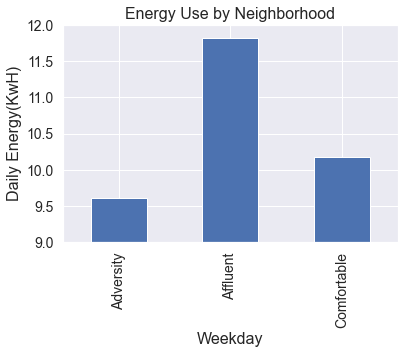 Energy Use by Neighborhood
Daily Energy(KwH)
12.0
11.5
11.0
10.5
10.0
9.5
9.0
Adversity
Affluent
Comfortable
Weekday